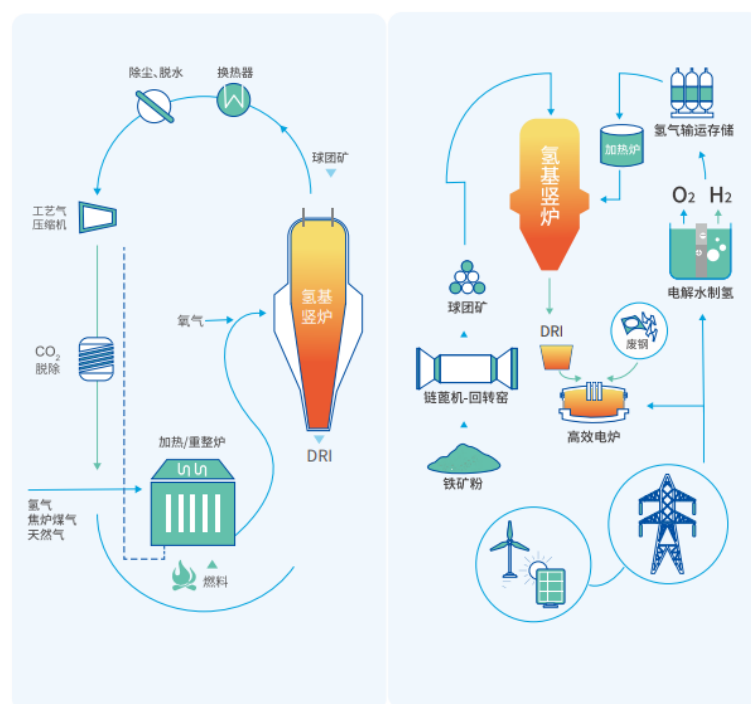 除尘、脱水
换热器
球团矿
工艺气
压缩机
氢基
竖炉
氧气
CO₂
脱除
加热/重整炉
DRI
氢气
焦炉煤气
天然气
燃料
氢气输运存储
加热炉
氢基竖炉
O₂ H₂
电解水制氢
球团矿
DRI
废钢
链蓖机-回转窑
高效电炉
铁矿粉